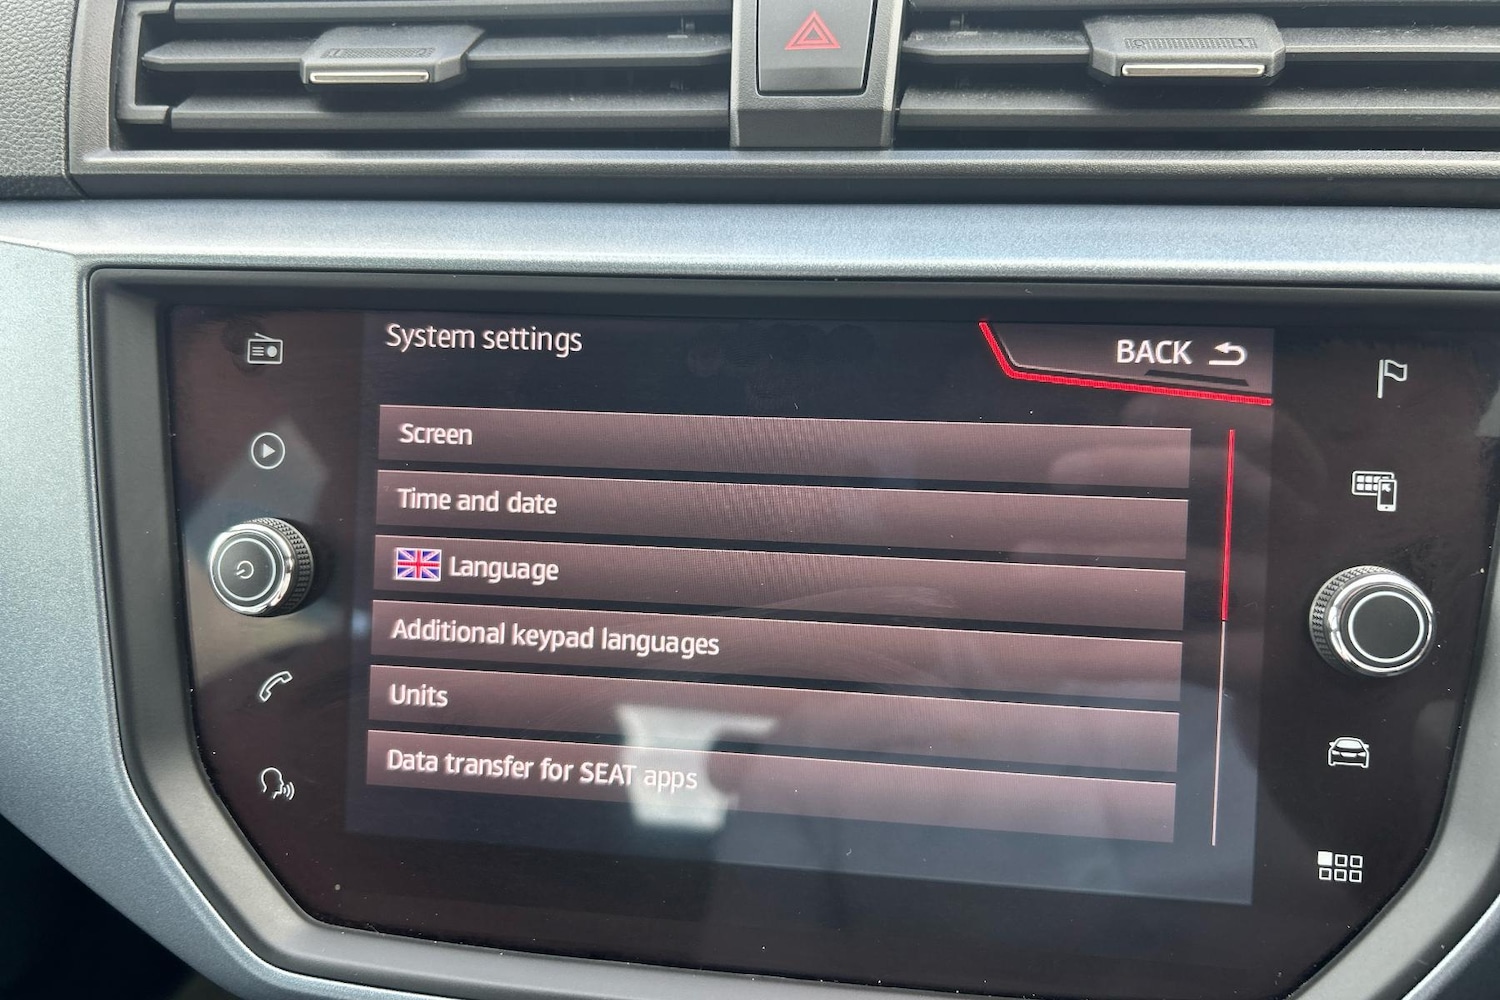 System settings
BACK
Screen
Time and date
Language
Additional keypad languages
Units
Data transfer for SEAT apps